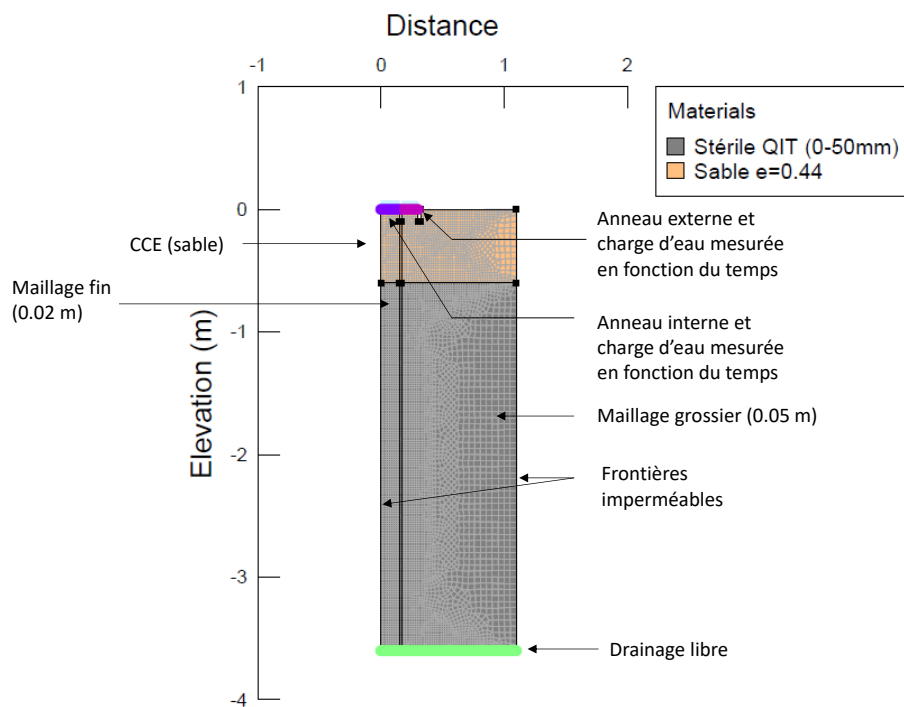 Distance
-1
0
1
2
1
0
-1
-2
-3
-4
Elevation (m)
Materials
Stérile QIT (0-50mm)
Sable e=0.44
CCE (sable)
Maillage fin
(0.02 m)
Anneau externe et
charge d'eau mesurée
en fonction du temps
Anneau interne et
charge d'eau mesurée
en fonction du temps
Maillage grossier (0.05 m)
Frontières
imperméables
Drainage libre